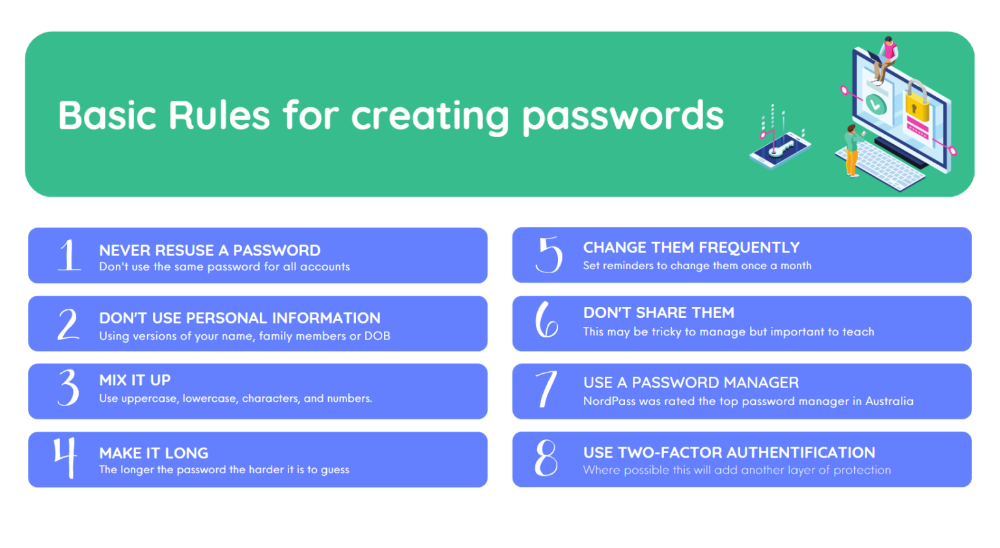 Basic Rules for creating passwords
1
NEVER RESUSE A PASSWORD
Don't use the same password for all accounts
2
DON'T USE PERSONAL INFORMATION
Using versions of your name, family members or DOB
3
MIX IT UP
Use uppercase, lowercase, characters, and numbers.
4
MAKE IT LONG
The longer the password the harder it is to guess
5
CHANGE THEM FREQUENTLY
Set reminders to change them once a month
6
DON'T SHARE THEM
This may be tricky to manage but important to teach
7
USE A PASSWORD MANAGER
NordPass was rated the top password manager in Australia
8
USE TWO-FACTOR AUTHENTIFICATION
Where possible this will add another layer of protection